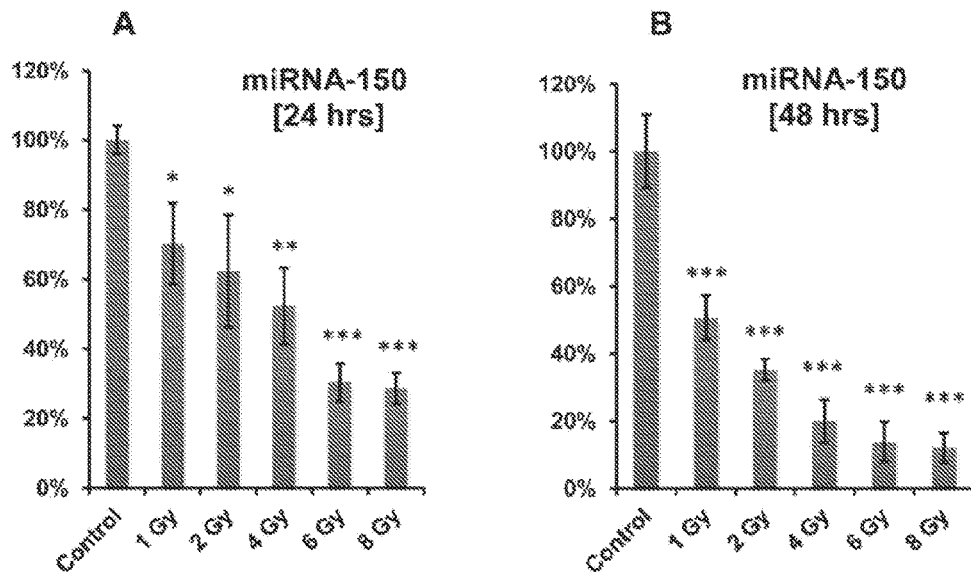 A
miRNA-150
[24 hrs]
120%
100%
80%
60%
40%
20%
0%
*
*
**
***
***
Control
1 Gy
2 Gy
4 Gy
6 Gy
8 Gy
B
miRNA-150
[48 hrs]
120%
100%
80%
60%
40%
20%
0%
***
***
***
***
***
Control
1 Gy
2 Gy
4 Gy
6 Gy
8 Gy